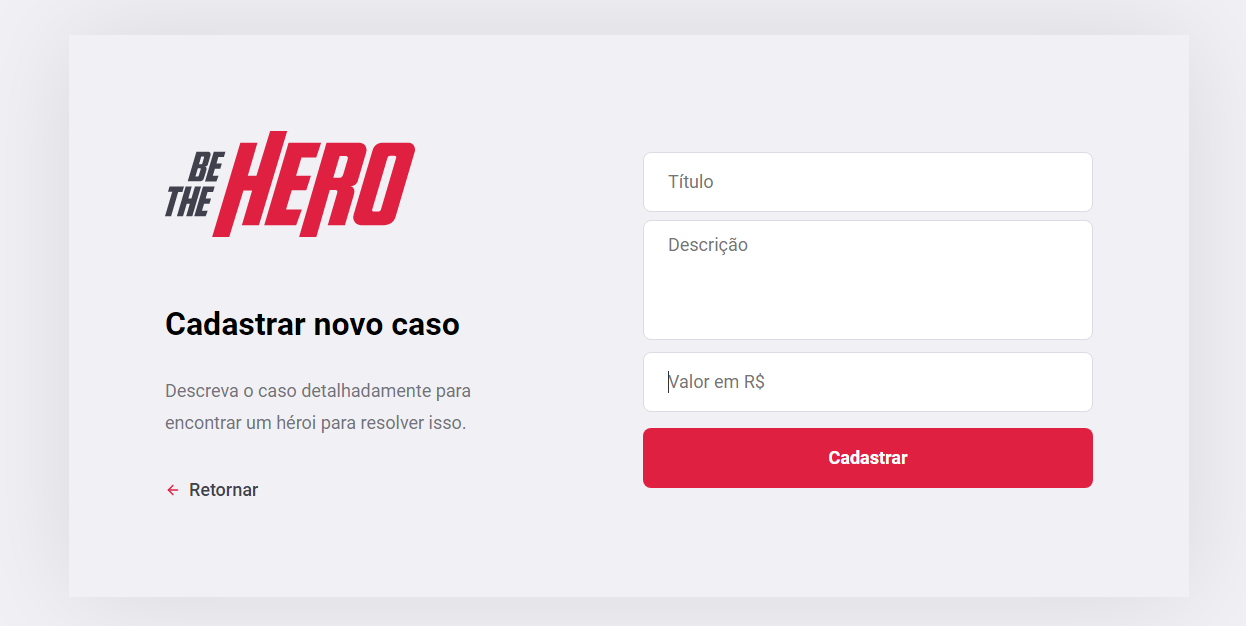 BE
THE
HERO
Cadastrar novo caso
Descreva o caso detalhadamente para
encontrar um héroi para resolver isso.
Retornar
Título
Descrição
Valor em R$
Cadastrar